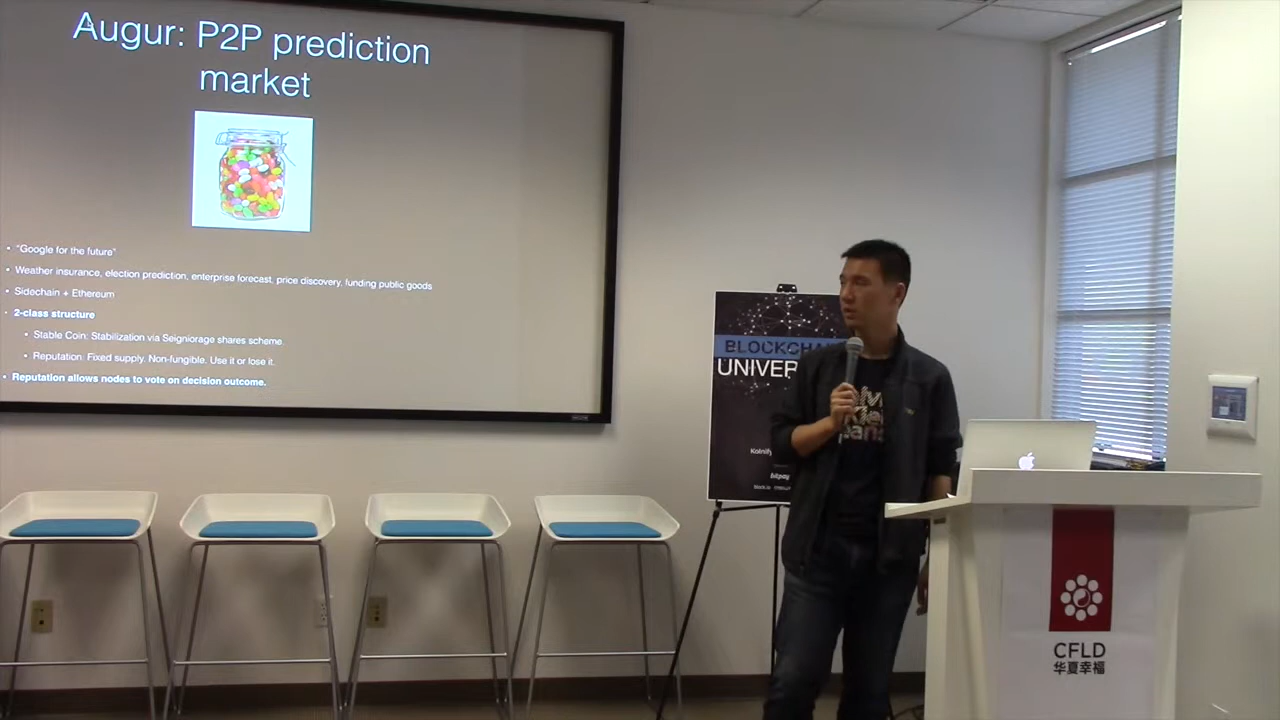 Augur: P2P prediction
market
• "Google for the future"
• Weather insurance, election prediction, enterprise forecast, price discovery, funding public goods
• Sidechain + Ethereum
• 2-class structure
• Stable Coin: Stabilization via Seigniorage shares scheme.
• Reputation: Fixed supply. Non-fungible. Use it or lose it.
• Reputation allows nodes to vote on decision outcome.
BLOCKCHA
UNIVER
bitpay
CFLD
华夏幸福